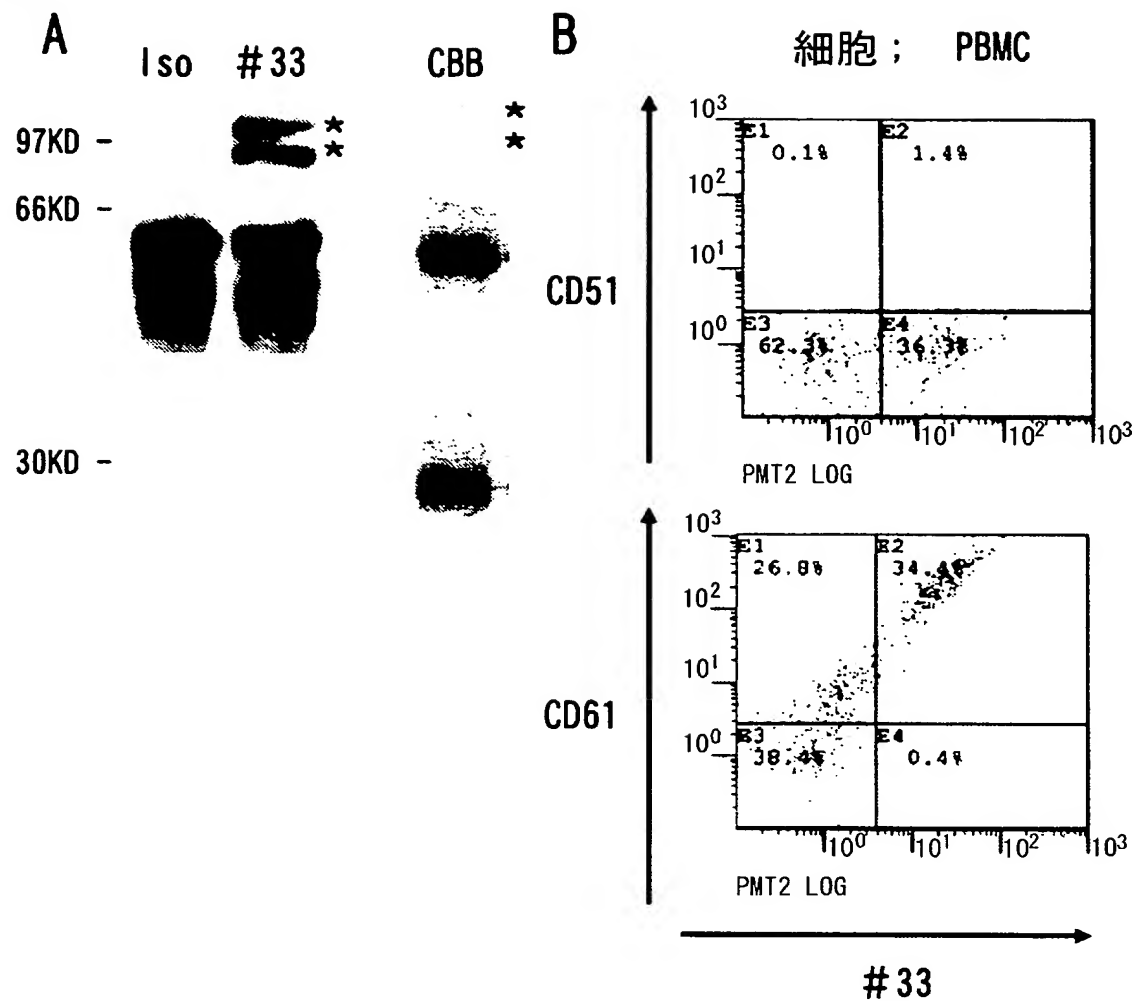 A
Iso #33 CBB
97KD -
66KD -
30KD -
★
★
★
★
B
細胞； PBMC
CD51
10³
10²
10¹
10⁰
E1 0.1%
E2 1.4%
E3 62.3%
E4 36.3%
10⁰ 10¹ 10² 10³
PMT2 LOG
CD61
10³
10²
10¹
10⁰
E1 26.8%
E2 34.4%
E3 38.4%
E4 0.4%
10⁰ 10¹ 10² 10³
PMT2 LOG
#33